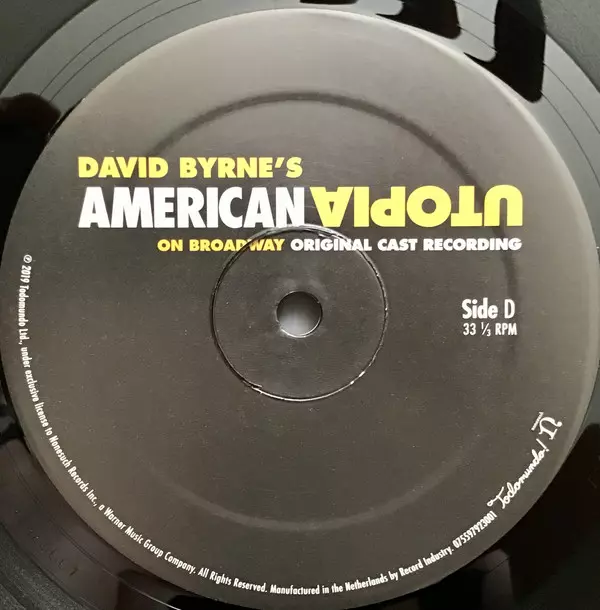 DAVID BYRNE'S
AMERICAN UTOPIA
ON BROADWAY ORIGINAL CAST RECORDING
Side D
33 ⅓ RPM
℗ 2019 Todomundo Ltd., under exclusive license to Nonesuch Records Inc., a Warner Music Group Company. All Rights Reserved. Manufactured in the Netherlands by Record Industry. 075597923001
Todomundo!